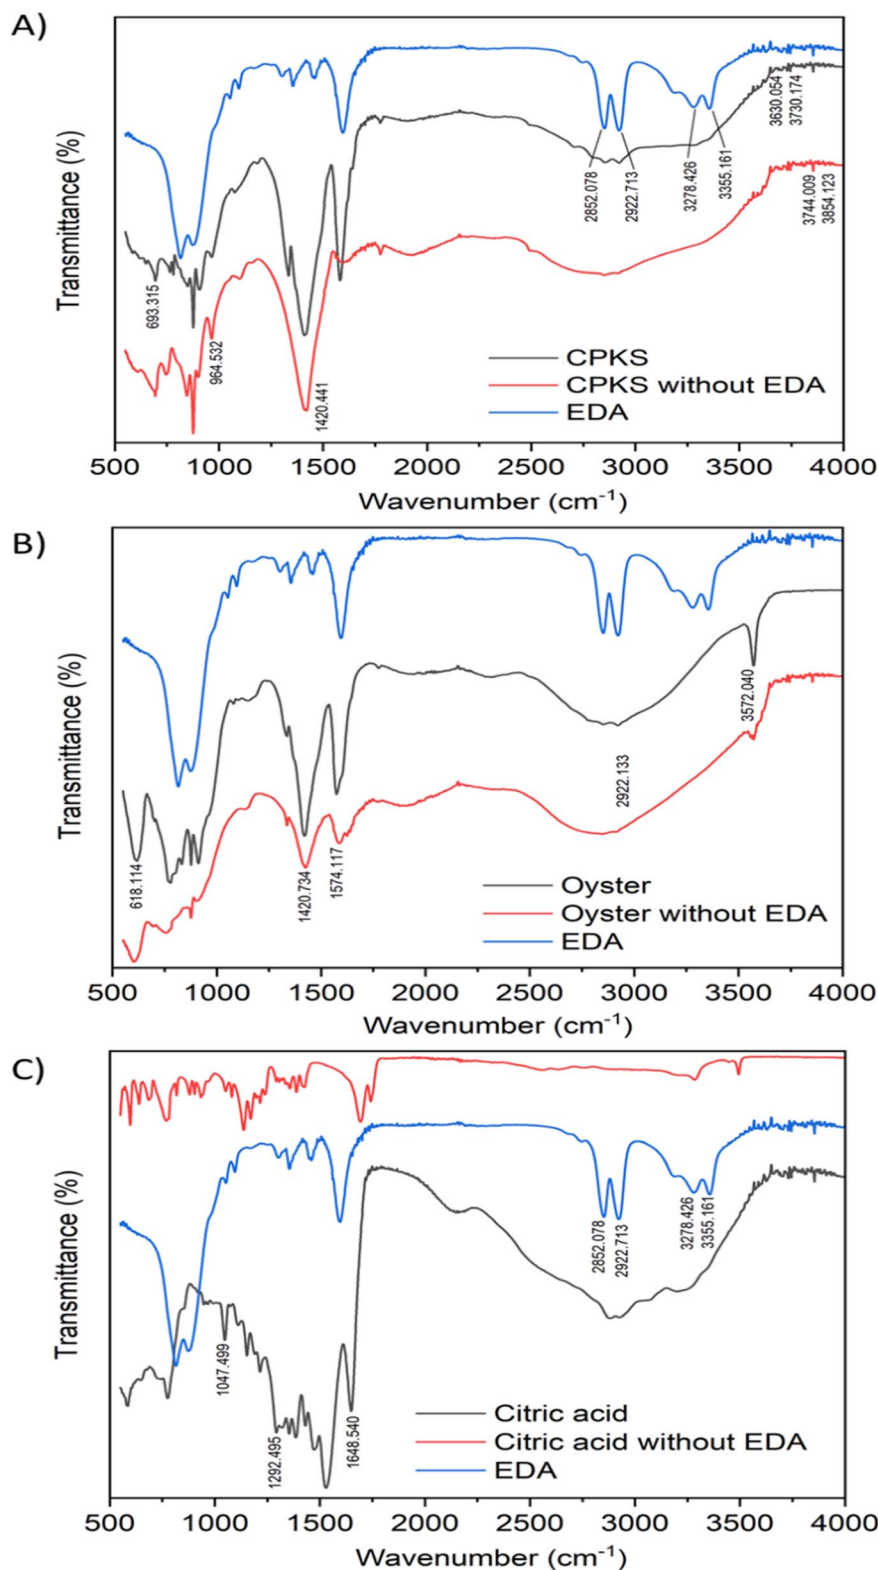 A)
Transmittance (%)
693.315
964.532
1420.441
2852.078
2922.713
3278.426
3355.161
3630.054
3730.174
3744.009
3854.123
CPKS
CPKS without EDA
EDA
500 1000 1500 2000 2500 3000 3500 4000
Wavenumber (cm⁻¹)
B)
Transmittance (%)
618.114
1420.734
1574.117
2922.133
3572.040
Oyster
Oyster without EDA
EDA
500 1000 1500 2000 2500 3000 3500 4000
Wavenumber (cm⁻¹)
C)
Transmittance (%)
1047.499
1292.495
1648.540
2852.078
2922.713
3278.426
3355.161
Citric acid
Citric acid without EDA
EDA
500 1000 1500 2000 2500 3000 3500 4000
Wavenumber (cm⁻¹)